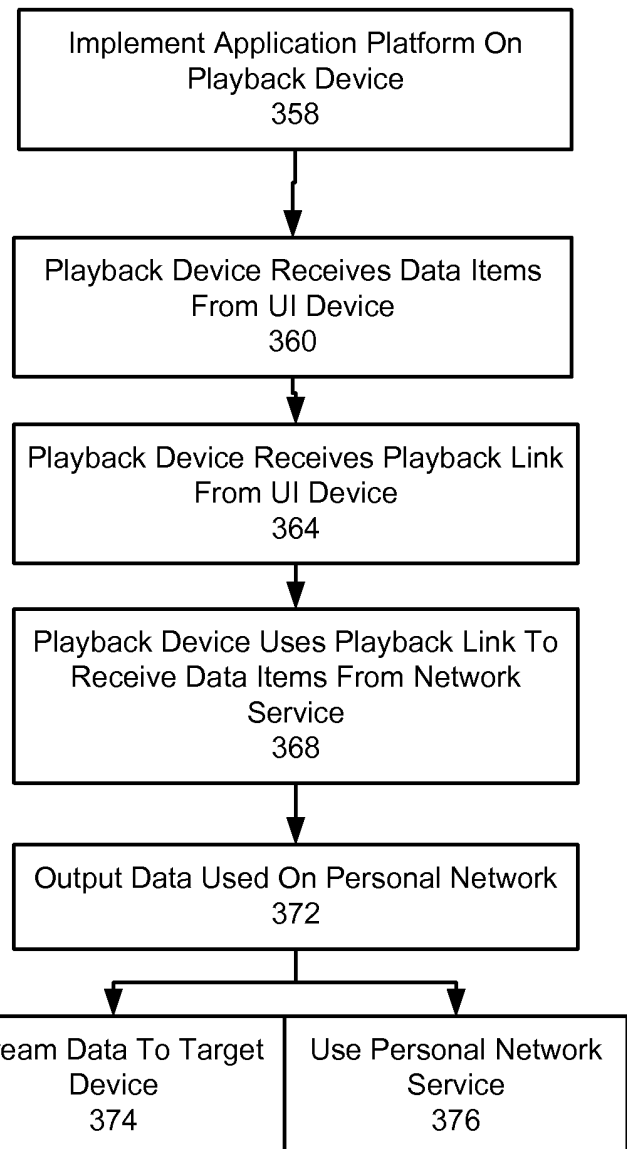 Implement Application Platform On
Playback Device
358
Playback Device Receives Data Items
From UI Device
360
Playback Device Receives Playback Link
From UI Device
364
Playback Device Uses Playback Link To
Receive Data Items From Network
Service
368
Output Data Used On Personal Network
372
Data To Target
Device
374
Use Personal Network
Service
376